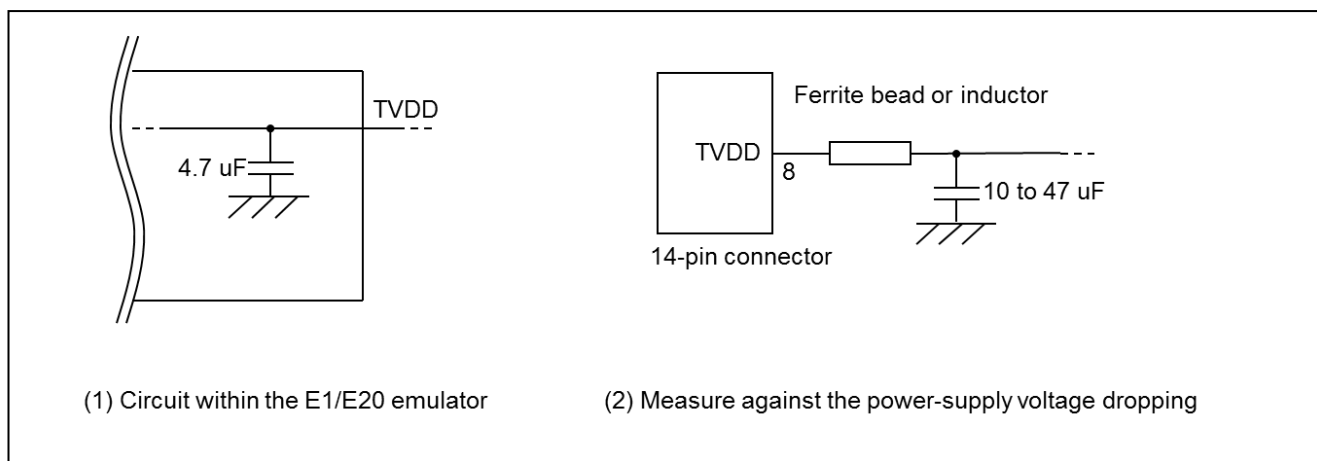 TVDD
4.7 uF
(1) Circuit within the E1/E20 emulator
Ferrite bead or inductor
TVDD
8
10 to 47 uF
14-pin connector
(2) Measure against the power-supply voltage dropping